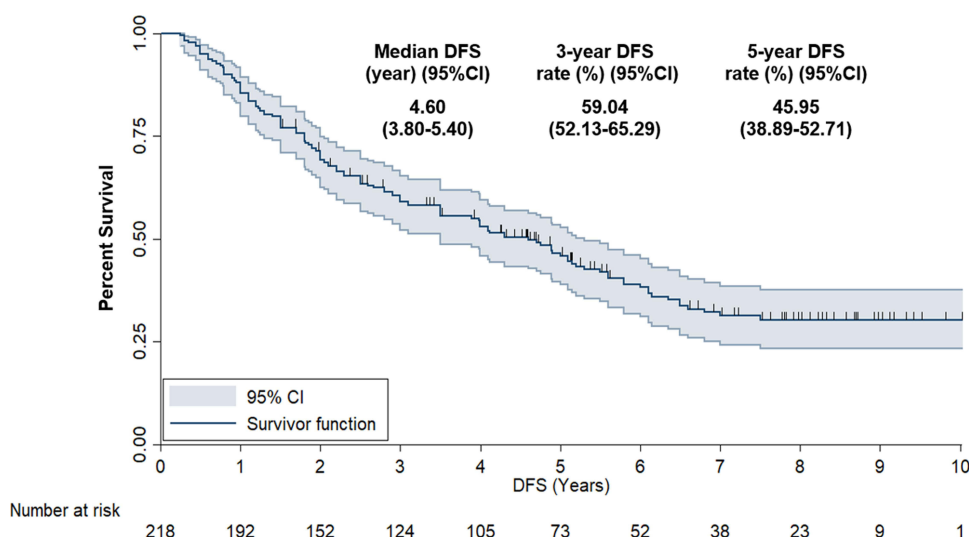 Median DFS
(year) (95%CI)
4.60
(3.80-5.40)
3-year DFS
rate (%) (95%CI)
59.04
(52.13-65.29)
5-year DFS
rate (%) (95%CI)
45.95
(38.89-52.71)
Percent Survival
1.00
0.75
0.50
0.25
0.00
95% CI
Survivor function
0 1 2 3 4 5 6 7 8 9 10
DFS (Years)
Number at risk
218 192 152 124 105 73 52 38 23 9 1